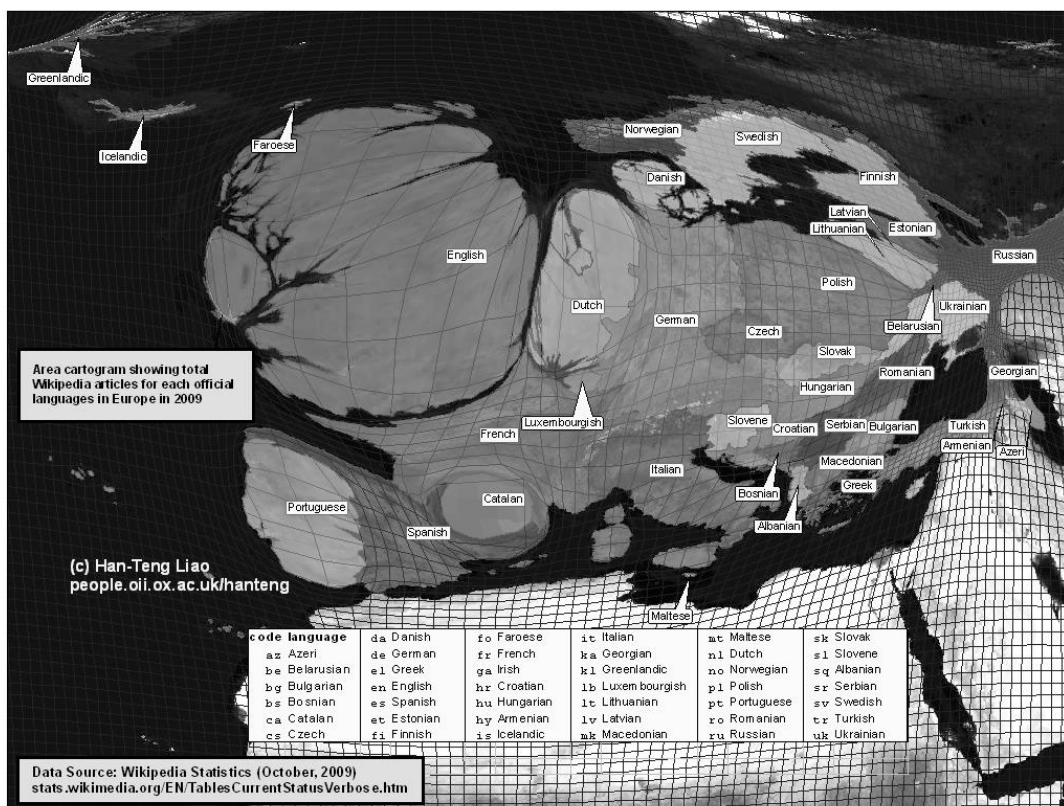 Greenlandic
Icelandic
Faroese
Norwegian
Swedish
Danish
Finnish
Latvian
Estonian
Lithuanian
English
Russian
Dutch
Polish
German
Ukrainian
Czech
Belarusian
Slovak
Romanian
Georgian
Hungarian
Luxembourgish
Slovene
Croatian
Serbian
Bulgarian
Turkish
French
Armenian
Azeri
Italian
Macedonian
Bosnian
Greek
Catalan
Albanian
Portuguese
Spanish
Maltese
Area cartogram showing total
Wikipedia articles for each official
languages in Europe in 2009
(c) Han-Teng Liao
people.oii.ox.ac.uk/hanteng
code language
az Azeri
be Belarusian
bg Bulgarian
bs Bosnian
ca Catalan
cs Czech
da Danish
de German
el Greek
en English
es Spanish
et Estonian
fi Finnish
fo Faroese
fr French
ga Irish
hr Croatian
hu Hungarian
hy Armenian
is Icelandic
it Italian
ka Georgian
kl Greenlandic
lb Luxembourgish
lt Lithuanian
lv Latvian
mk Macedonian
mt Maltese
nl Dutch
no Norwegian
pl Polish
pt Portuguese
ro Romanian
ru Russian
sk Slovak
sl Slovene
sq Albanian
sr Serbian
sv Swedish
tr Turkish
uk Ukrainian
Data Source: Wikipedia Statistics (October, 2009)
stats.wikimedia.org/EN/TablesCurrentStatusVerbose.htm